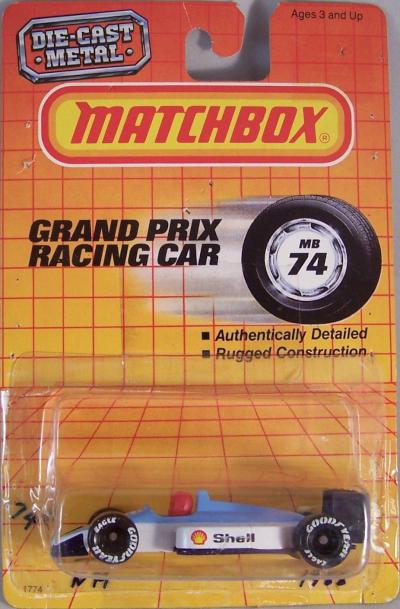 Ages 3 and Up
DIE-CAST
METAL
MATCHBOX®
GRAND PRIX
RACING CAR
MB
74
■ Authentically Detailed
■ Rugged Construction
EAGLE
GOODYEAR
Shell
GOODYEAR
EAGLE
1774